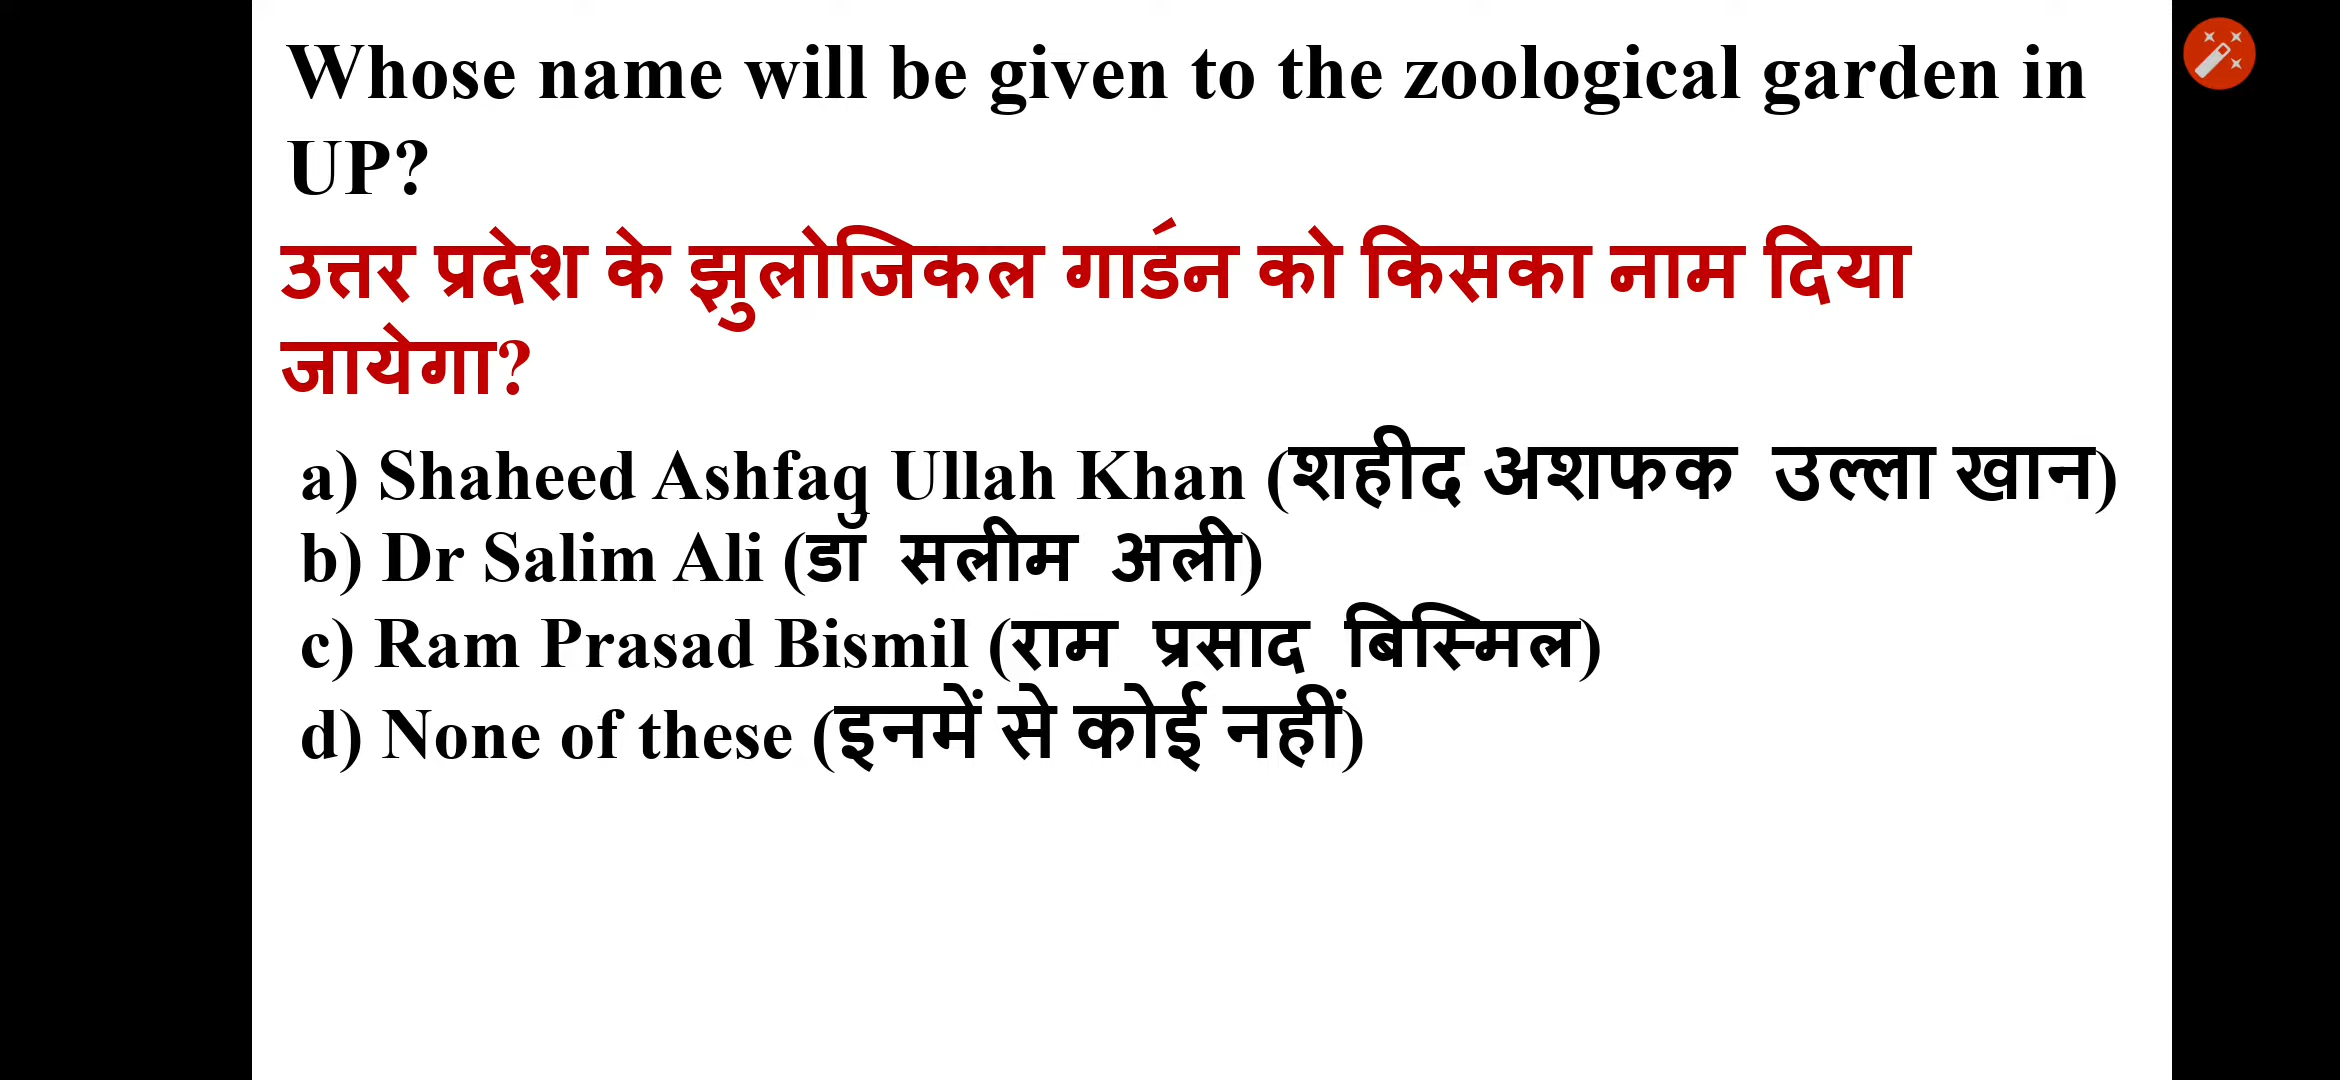 Whose name will be given to the zoological garden in
UP?
उत्तर प्रदेश के झुलोजिकल गार्डन को किसका नाम दिया
जायेगा?
a) Shaheed Ashfaq Ullah Khan (शहीद अशफक उल्ला खान)
b) Dr Salim Ali (डॉ सलीम अली)
c) Ram Prasad Bismil (राम प्रसाद बिस्मिल)
d) None of these (इनमें से कोई नहीं)